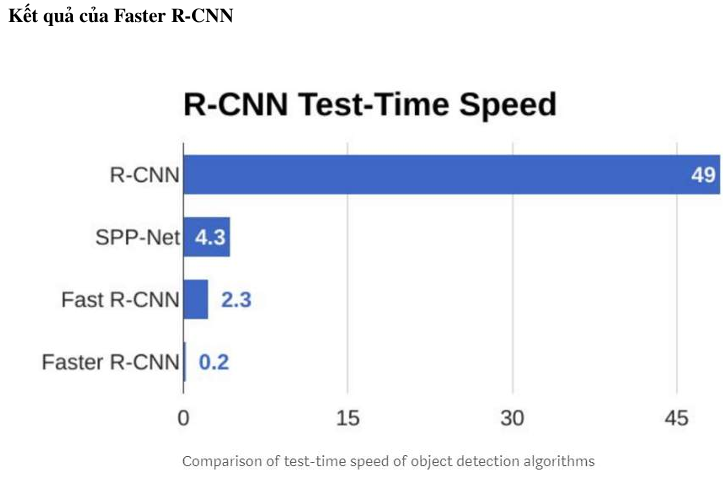 Kết quả của Faster R-CNN
R-CNN Test-Time Speed
R-CNN 49
SPP-Net 4.3
Fast R-CNN 2.3
Faster R-CNN 0.2
0 15 30 45
Comparison of test-time speed of object detection algorithms